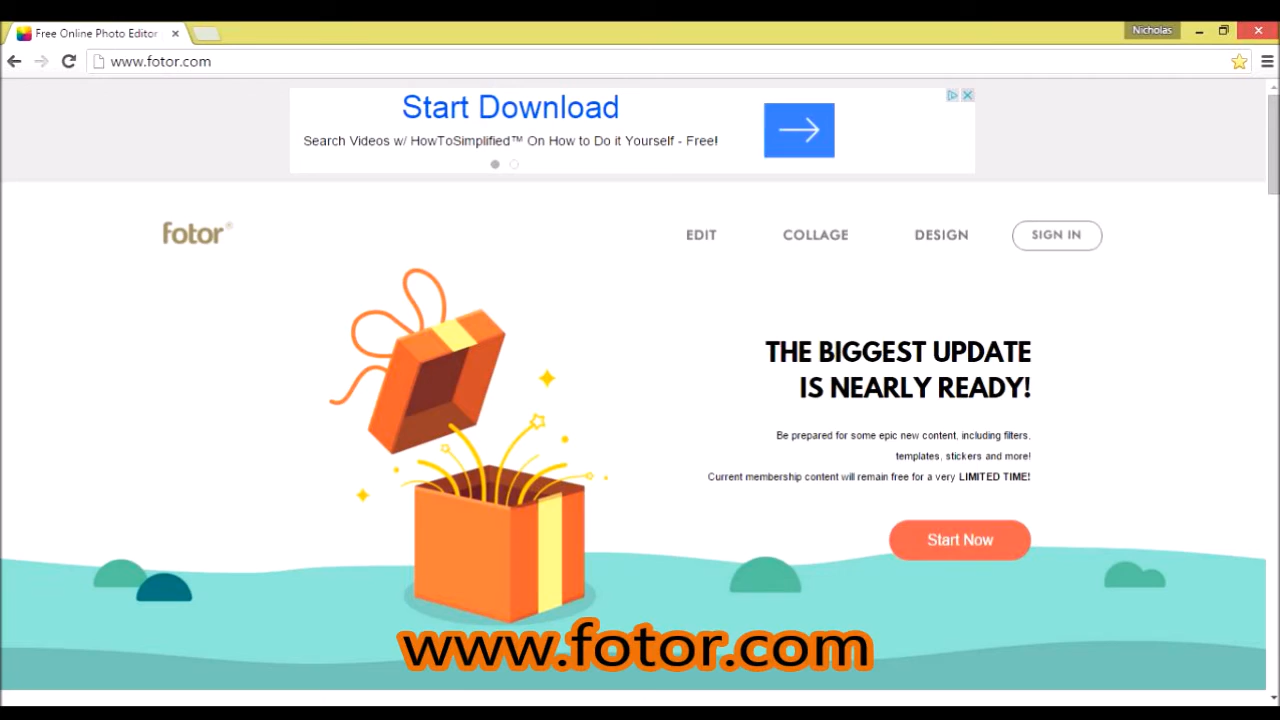 Free Online Photo Editor
Nicholas
www.fotor.com
Start Download
Search Videos w/ HowToSimplified™ On How to Do it Yourself - Free!
fotor®
EDIT
COLLAGE
DESIGN
SIGN IN
THE BIGGEST UPDATE
IS NEARLY READY!
Be prepared for some epic new content, including filters,
templates, stickers and more!
Current membership content will remain free for a very LIMITED TIME!
Start Now
www.fotor.com